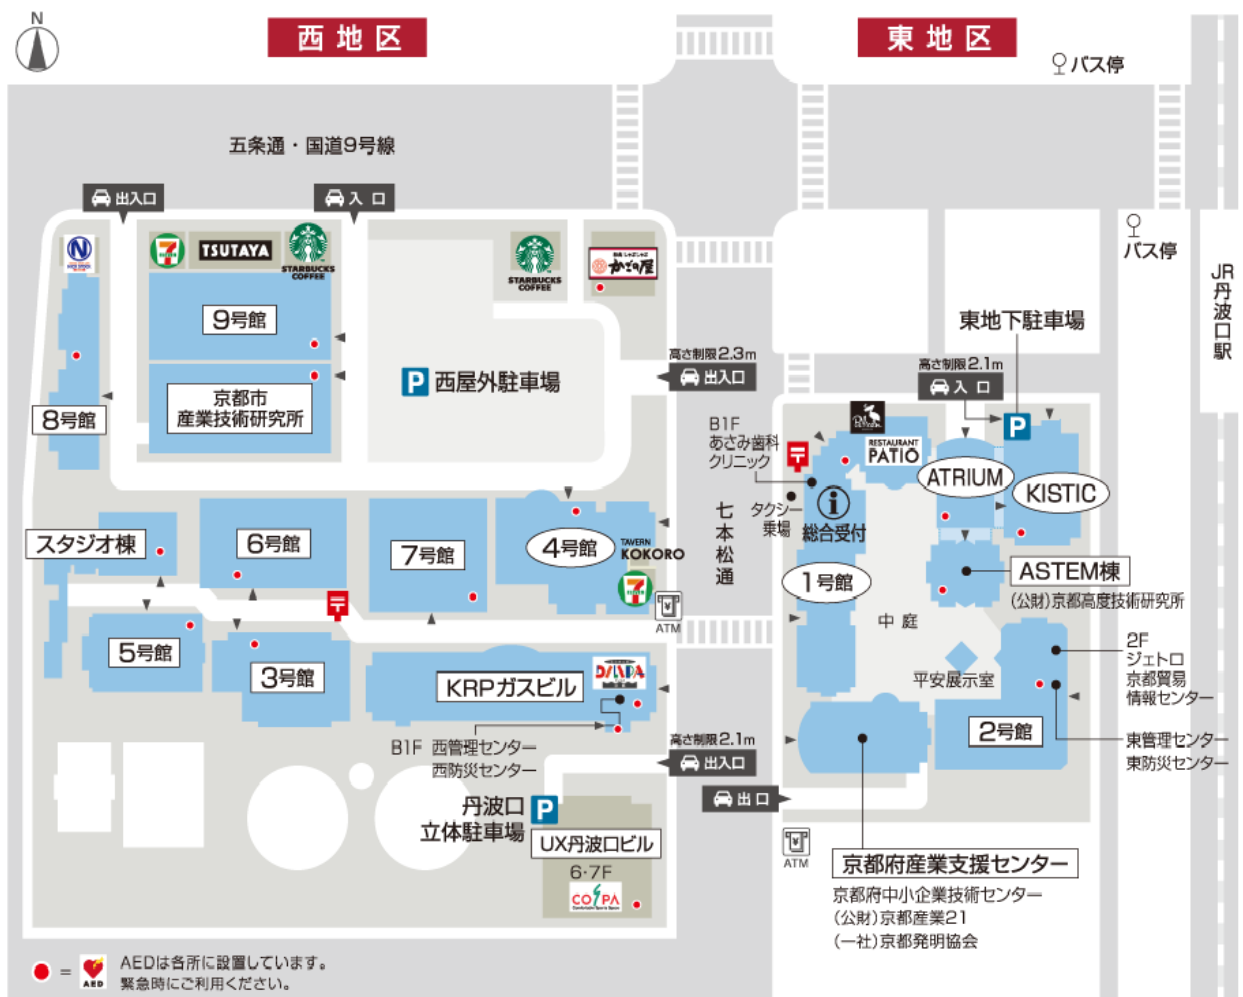 N
西地区
東地区
バス停
五条通・国道9号線
出入口
入口
N
7
ELEVEN
TSUTAYA
STARBUCKS
COFFEE
STARBUCKS
COFFEE
かごの屋
バス停
JR丹波口駅
9号館
東地下駐車場
高さ制限2.3m
出入口
高さ制限2.1m
入口
P 西屋外駐車場
京都市
産業技術研究所
8号館
B1F
あさみ歯科
クリニック
RESTAURANT
PATIO
P
ATRIUM
KISTIC
タクシー
乗場
i
総合受付
七本松通
スタジオ棟
6号館
7号館
4号館
TAVERN
KOKORO
7
ELEVEN
ATM
1号館
ASTEM棟
(公財)京都高度技術研究所
中庭
5号館
3号館
KRPガスビル
平安展示室
2F
ジェトロ
京都貿易
情報センター
2号館
東管理センター
東防災センター
B1F 西管理センター
西防災センター
高さ制限2.1m
出入口
出口
丹波口
立体駐車場
P
UX丹波口ビル
6・7F
COSPA
ATM
京都府産業支援センター
京都府中小企業技術センター
(公財)京都産業21
(一社)京都発明協会
=
AED
AEDは各所に設置しています。
緊急時にご利用ください。